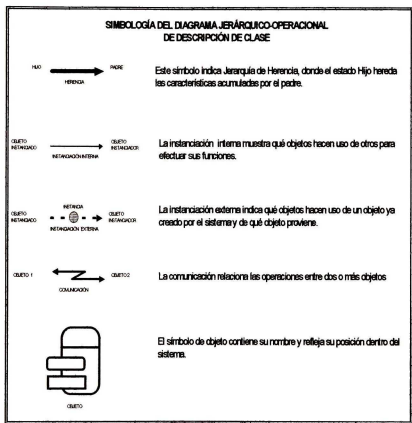 SIMBOLOGÍA DEL DIAGRAMA JERÁRQUICO-OPERACIONAL
DE DESCRIPCIÓN DE CLASE
HIJO
PADRE
HERENCIA
Este símbolo indica Jerarquía de Herencia, donde el estado Hijo hereda
las características acumuladas por el padre.
OBJETO
INSTANCIADO
OBJETO
INSTANCIADOR
INSTANCIACIÓN INTERNA
La instanciación interna muestra qué objetos hacen uso de otros para
efectuar sus funciones.
INSTANCIA
OBJETO
INSTANCIADO
OBJETO
INSTANCIADOR
INSTANCIACIÓN EXTERNA
La instanciación externa indica qué objetos hacen uso de un objeto ya
creado por el sistema y de qué objeto proviene.
OBJETO 1
OBJETO 2
COMUNICACIÓN
La comunicación relaciona las operaciones entre dos o más objetos
El símbolo de objeto contiene su nombre y refleja su posición dentro del
sistema.
OBJETO